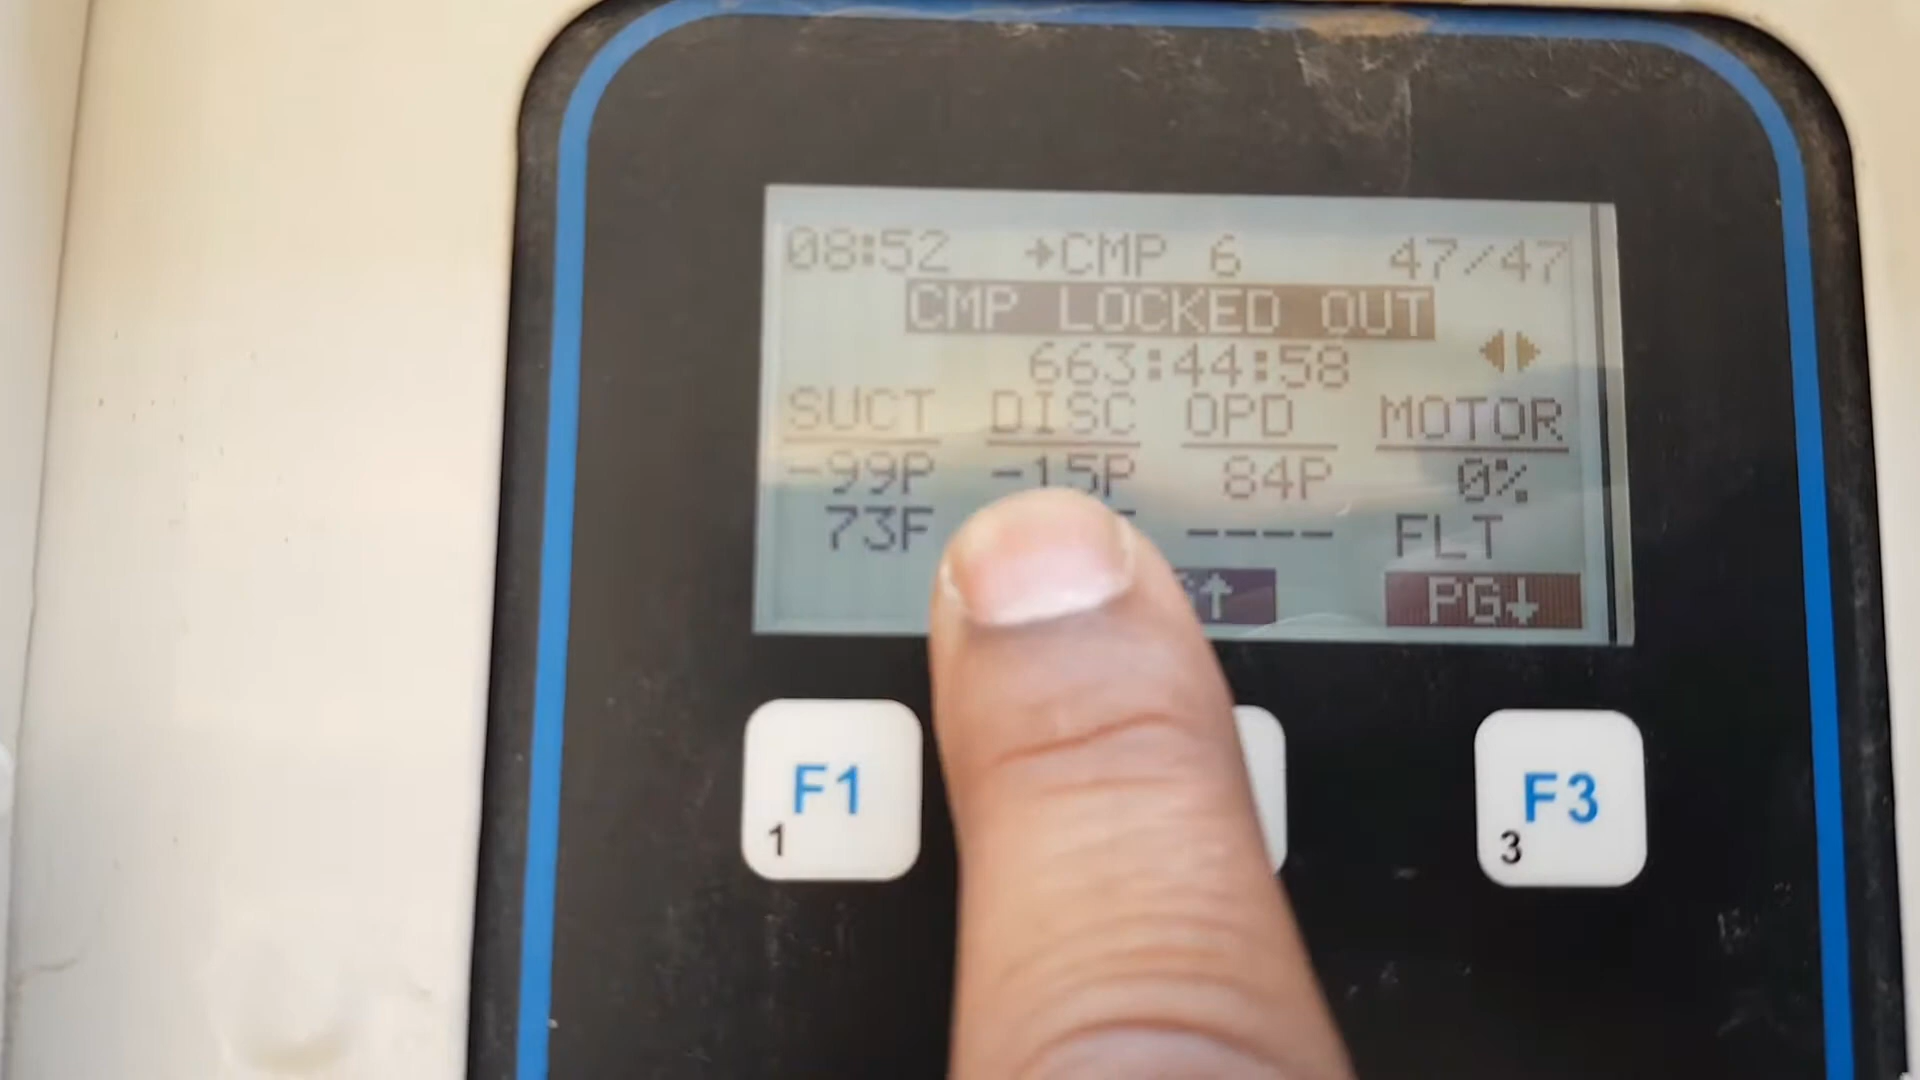 08:52 →CMP 6 47/47
CMP LOCKED OUT
663:44:58
SUCT DISC OPD MOTOR
-99P -15P 84P 0%
73F ---- FLT
PG↓
F1 F3
1 3